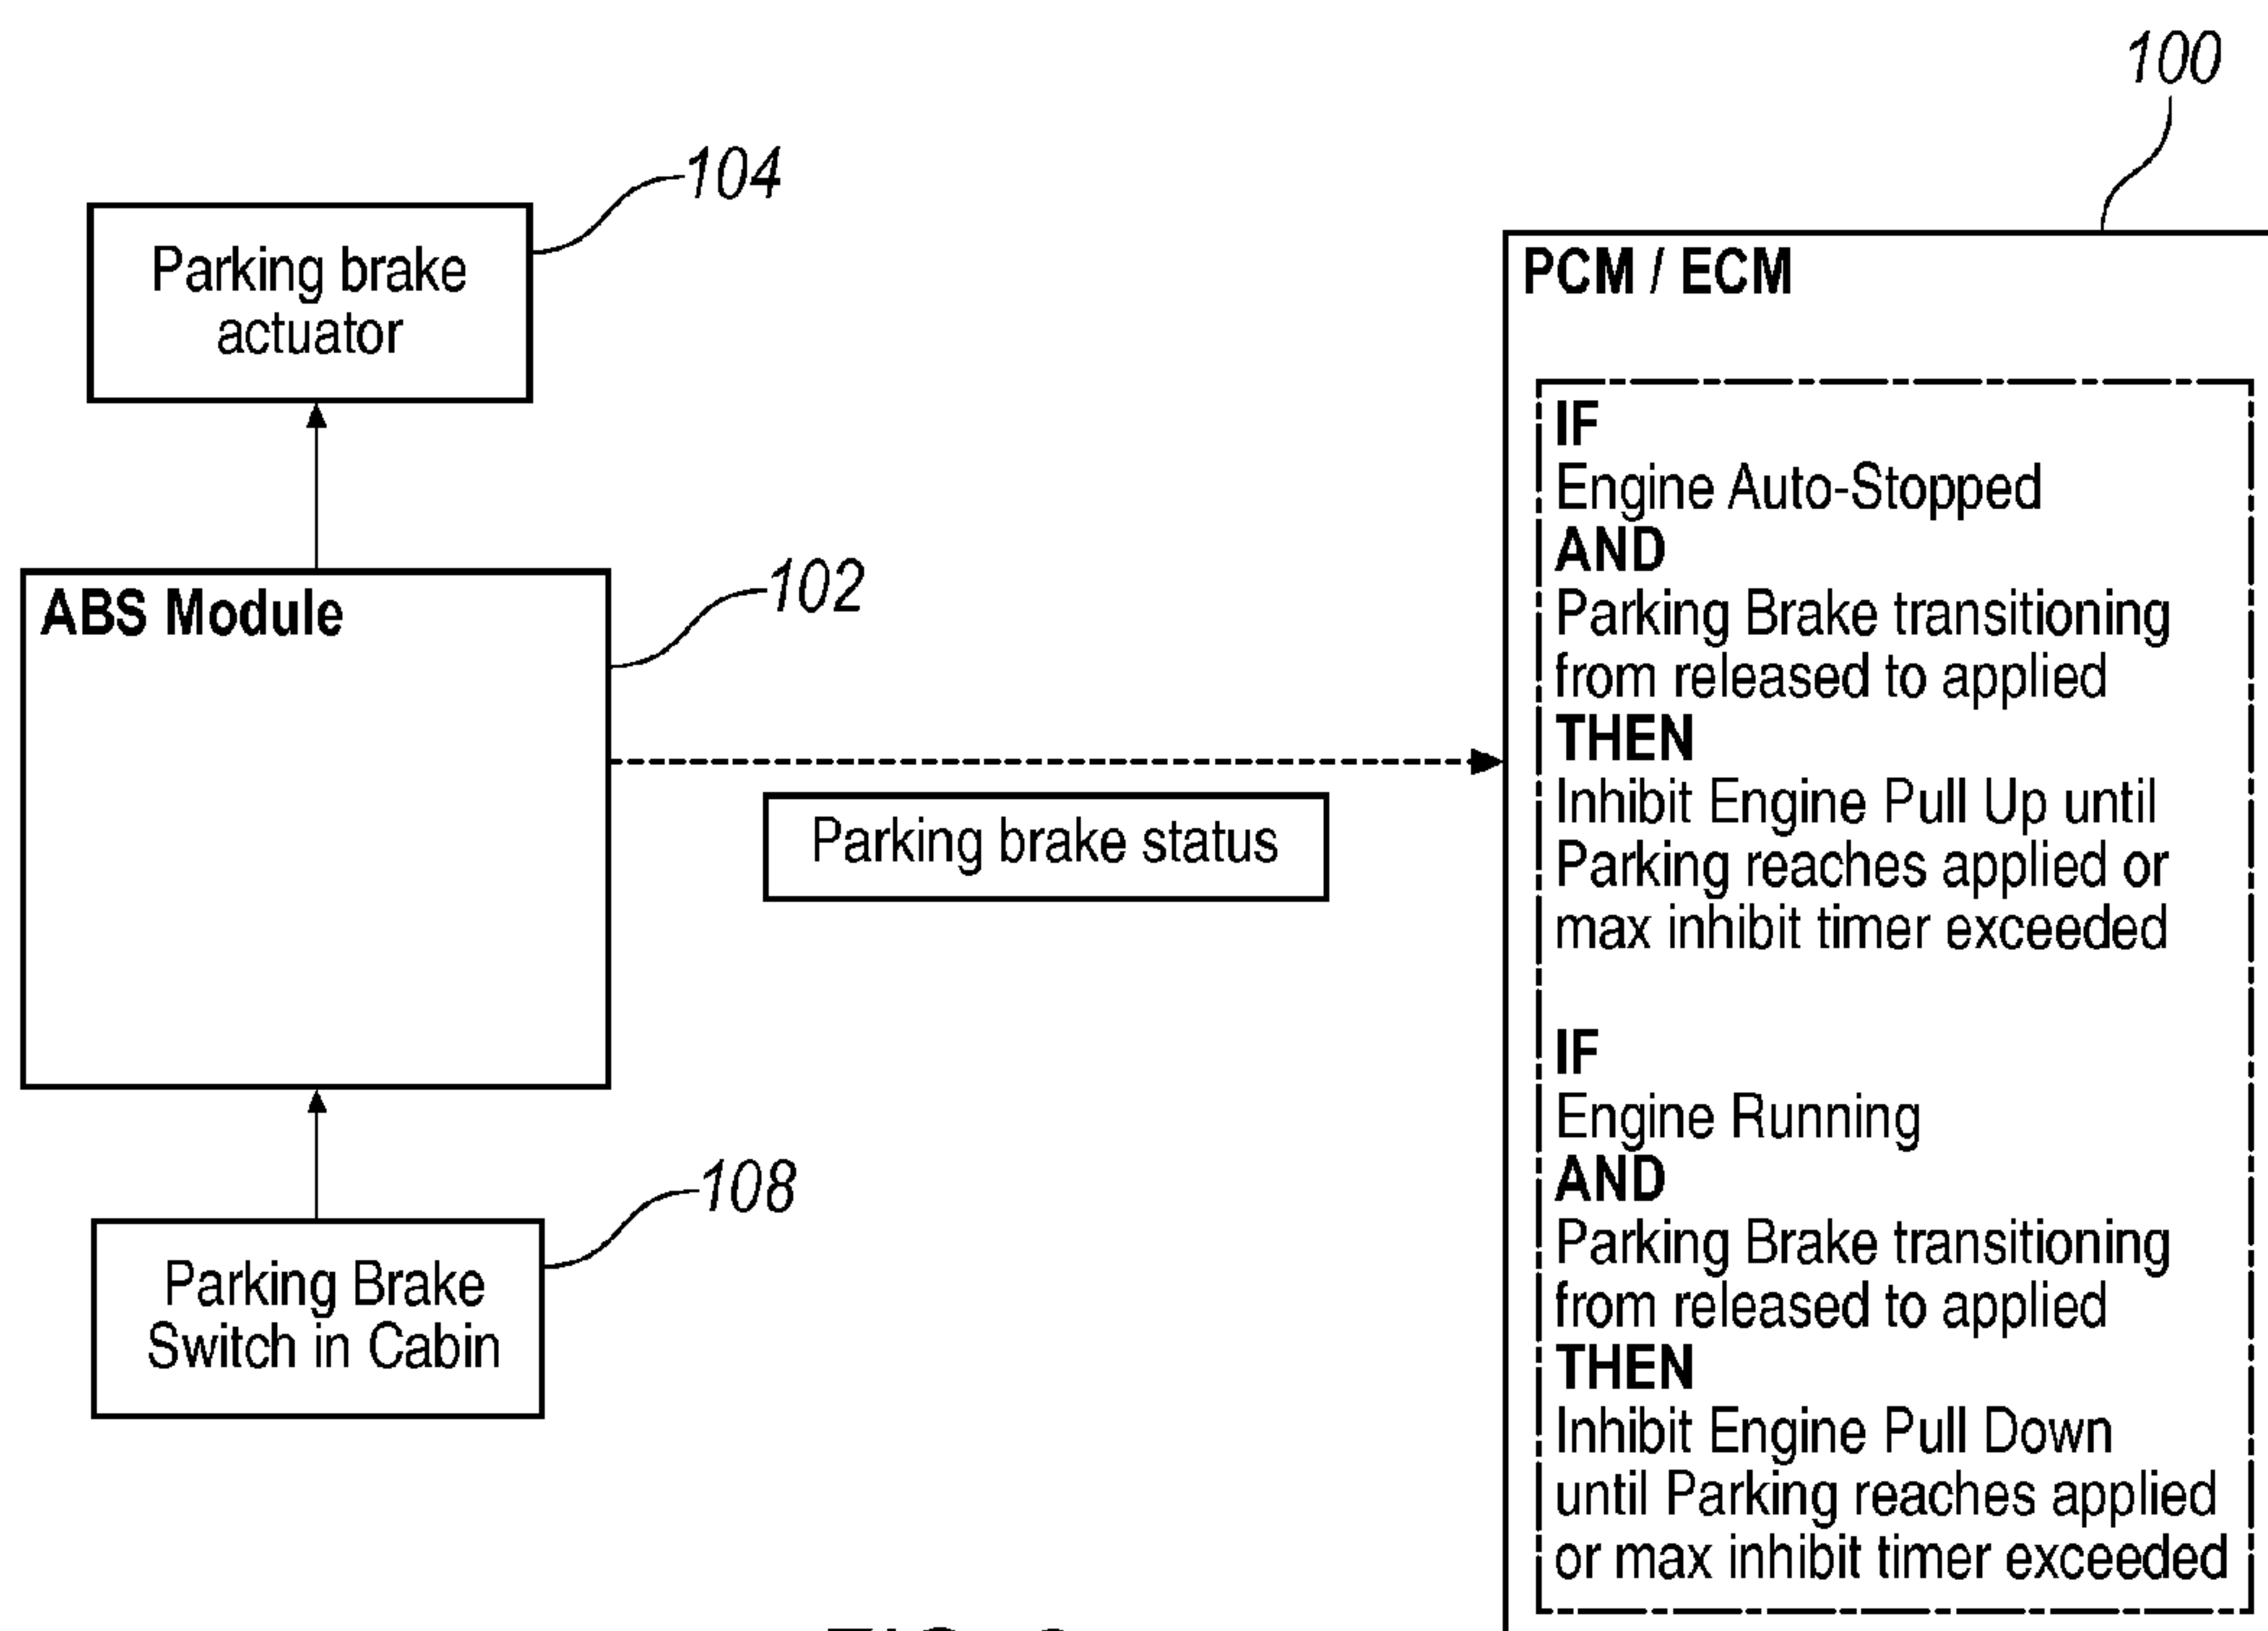 100
104
Parking brake
actuator
PCM / ECM
IF
Engine Auto-Stopped
AND
Parking Brake transitioning
from released to applied
THEN
Inhibit Engine Pull Up until
Parking reaches applied or
max inhibit timer exceeded
IF
Engine Running
AND
Parking Brake transitioning
from released to applied
THEN
Inhibit Engine Pull Down
until Parking reaches applied
or max inhibit timer exceeded
ABS Module
102
Parking brake status
108
Parking Brake
Switch in Cabin